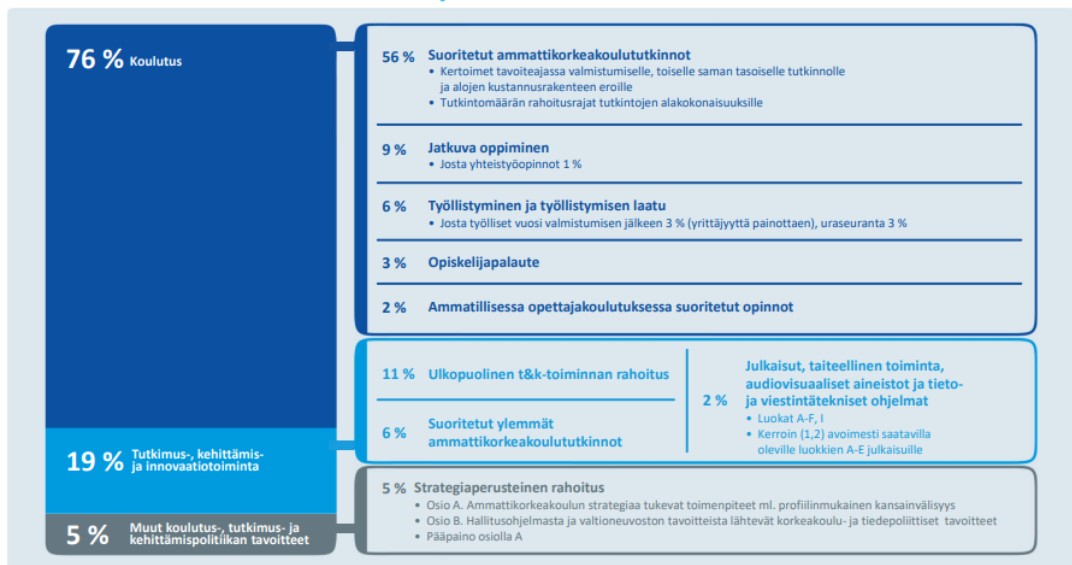 76 % Koulutus
56 % Suoritetut ammattikorkeakoulututkinnot
• Kertoimet tavoiteajassa valmistumiselle, toiselle saman tasoiselle tutkinnolle
ja alojen kustannusrakenteen eroille
• Tutkintomäärän rahoitusrajat tutkintojen alakokonaisuuksille
9 % Jatkuva oppiminen
• Josta yhteistyöopinnot 1 %
6 % Työllistyminen ja työllistymisen laatu
• Josta työlliset vuosi valmistumisen jälkeen 3 % (yrittäjyyttä painottaen), uraseuranta 3 %
3 % Opiskelijapalaute
2 % Ammatillisessa opettajakoulutuksessa suoritetut opinnot
19 % Tutkimus-, kehittämis-
ja innovaatiotoiminta
11 % Ulkopuolinen t&k-toiminnan rahoitus
6 % Suoritetut ylemmät
ammattikorkeakoulututkinnot
2 % Julkaisut, taiteellinen toiminta,
audiovisuaaliset aineistot ja tieto-
ja viestintätekniset ohjelmat
• Luokat A-F, I
• Kerroin (1,2) avoimesti saatavilla
oleville luokkien A-E julkaisuille
5 % Muut koulutus-, tutkimus- ja
kehittämispolitiikan tavoitteet
5 % Strategiaperusteinen rahoitus
• Osio A. Ammattikorkeakoulun strategiaa tukevat toimenpiteet ml. profiilinmukainen kansainvälisyys
• Osio B. Hallitusohjelmasta ja valtioneuvoston tavoitteista lähtevät korkeakoulu- ja tiedepoliittiset tavoitteet
• Pääpaino osiolla A